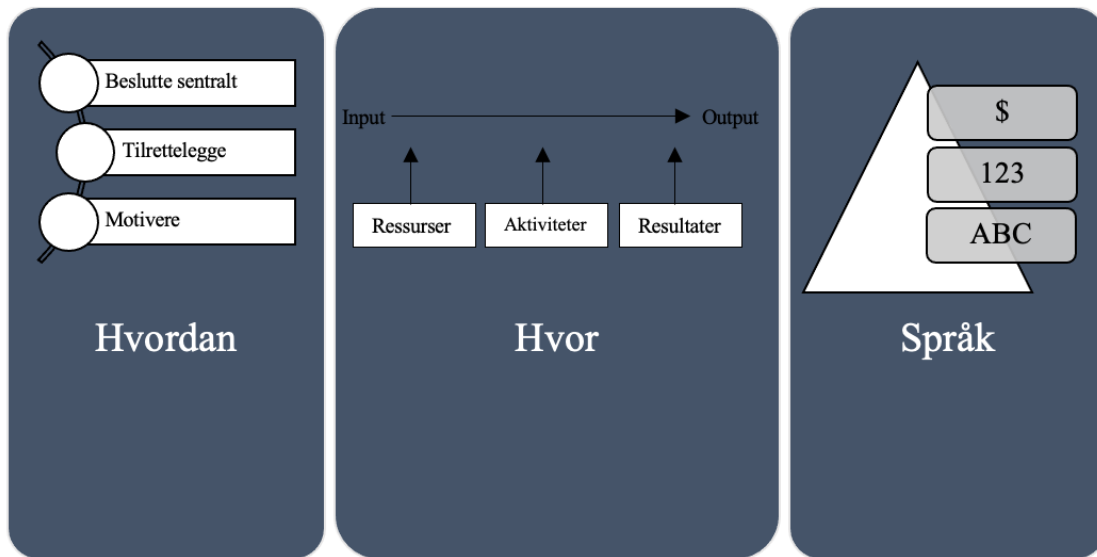 Beslutte sentralt
Tilrettelegge
Motivere
Hvordan
Input
Output
Ressurser
Aktiviteter
Resultater
Hvor
$
123
ABC
Språk